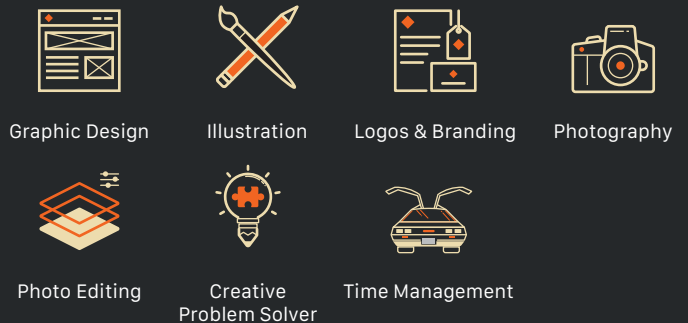 Graphic Design
Illustration
Logos & Branding
Photography
Photo Editing
Creative
Problem Solver
Time Management